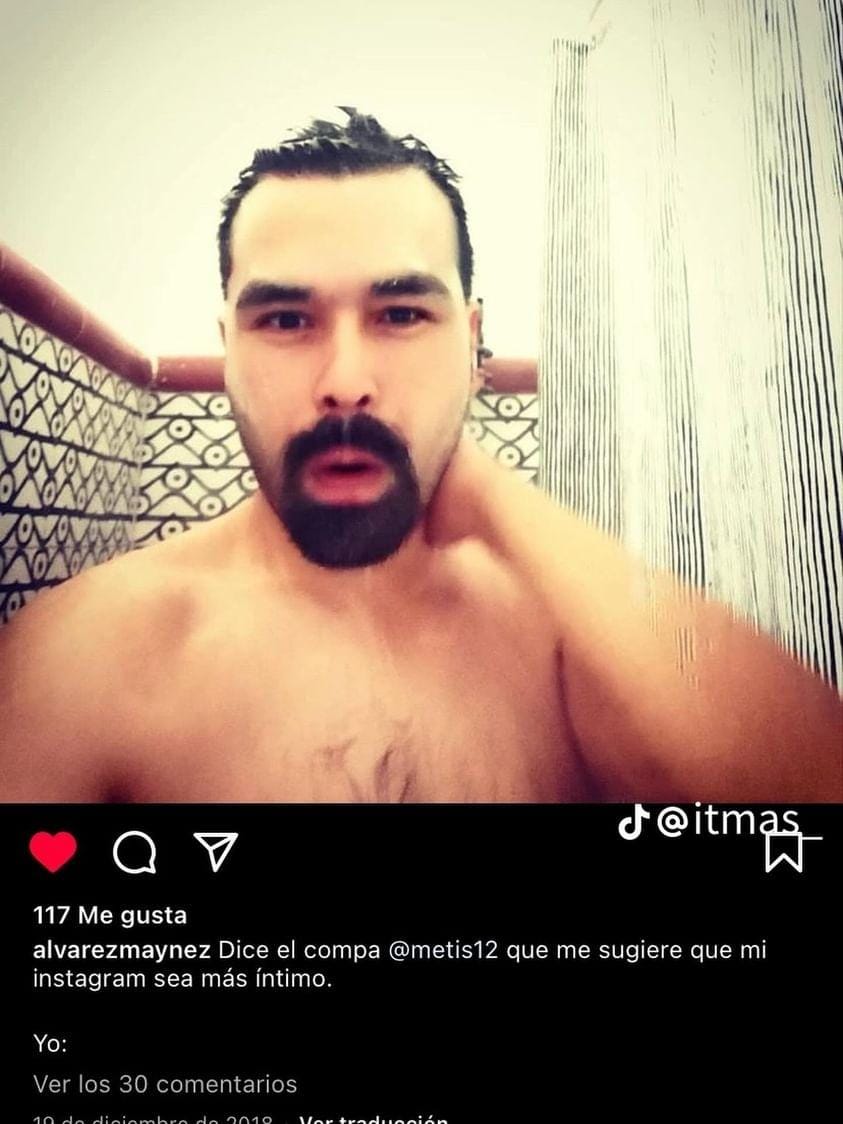 @itmas_
117 Me gusta
alvarezmaynez Dice el compa @metis12 que me sugiere que mi
instagram sea más íntimo.
Yo:
Ver los 30 comentarios
19 de diciembre de 2018 · Ver traducción